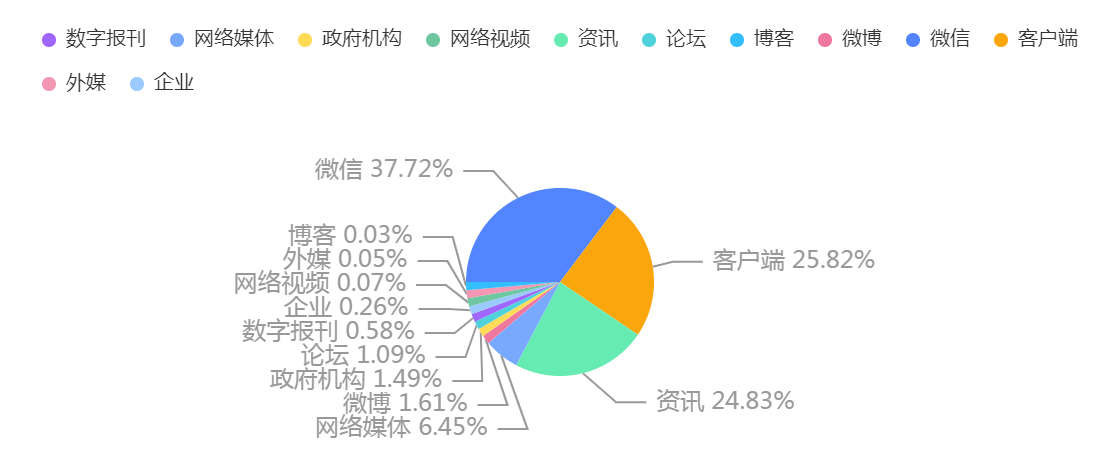 数字报刊 网络媒体 政府机构 网络视频 资讯 论坛 博客 微博 微信 客户端
外媒 企业
微信 37.72%
博客 0.03%
外媒 0.05%
客户端 25.82%
网络视频 0.07%
企业 0.26%
数字报刊 0.58%
论坛 1.09%
政府机构 1.49%
微博 1.61%
资讯 24.83%
网络媒体 6.45%